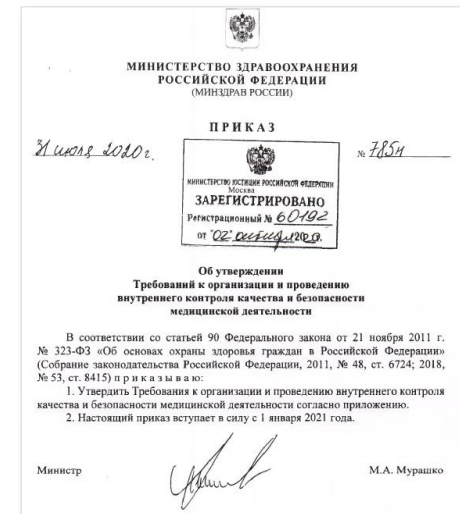 МИНИСТЕРСТВО ЗДРАВООХРАНЕНИЯ
РОССИЙСКОЙ ФЕДЕРАЦИИ
(МИНЗДРАВ РОССИИ)
ПРИКАЗ
31 июля 2020 г.
№ 785н
МИНИСТЕРСТВО ЮСТИЦИИ РОССИЙСКОЙ ФЕДЕРАЦИИ
Москва
ЗАРЕГИСТРИРОВАНО
Регистрационный № 60192
от "02" октября 2020.
Об утверждении
Требований к организации и проведению
внутреннего контроля качества и безопасности
медицинской деятельности
В соответствии со статьей 90 Федерального закона от 21 ноября 2011 г.
№ 323-ФЗ «Об основах охраны здоровья граждан в Российской Федерации»
(Собрание законодательства Российской Федерации, 2011, № 48, ст. 6724; 2018,
№ 53, ст. 8415) п р и к а з ы в а ю:
1. Утвердить Требования к организации и проведению внутреннего контроля
качества и безопасности медицинской деятельности согласно приложению.
2. Настоящий приказ вступает в силу с 1 января 2021 года.
Министр
М.А. Мурашко